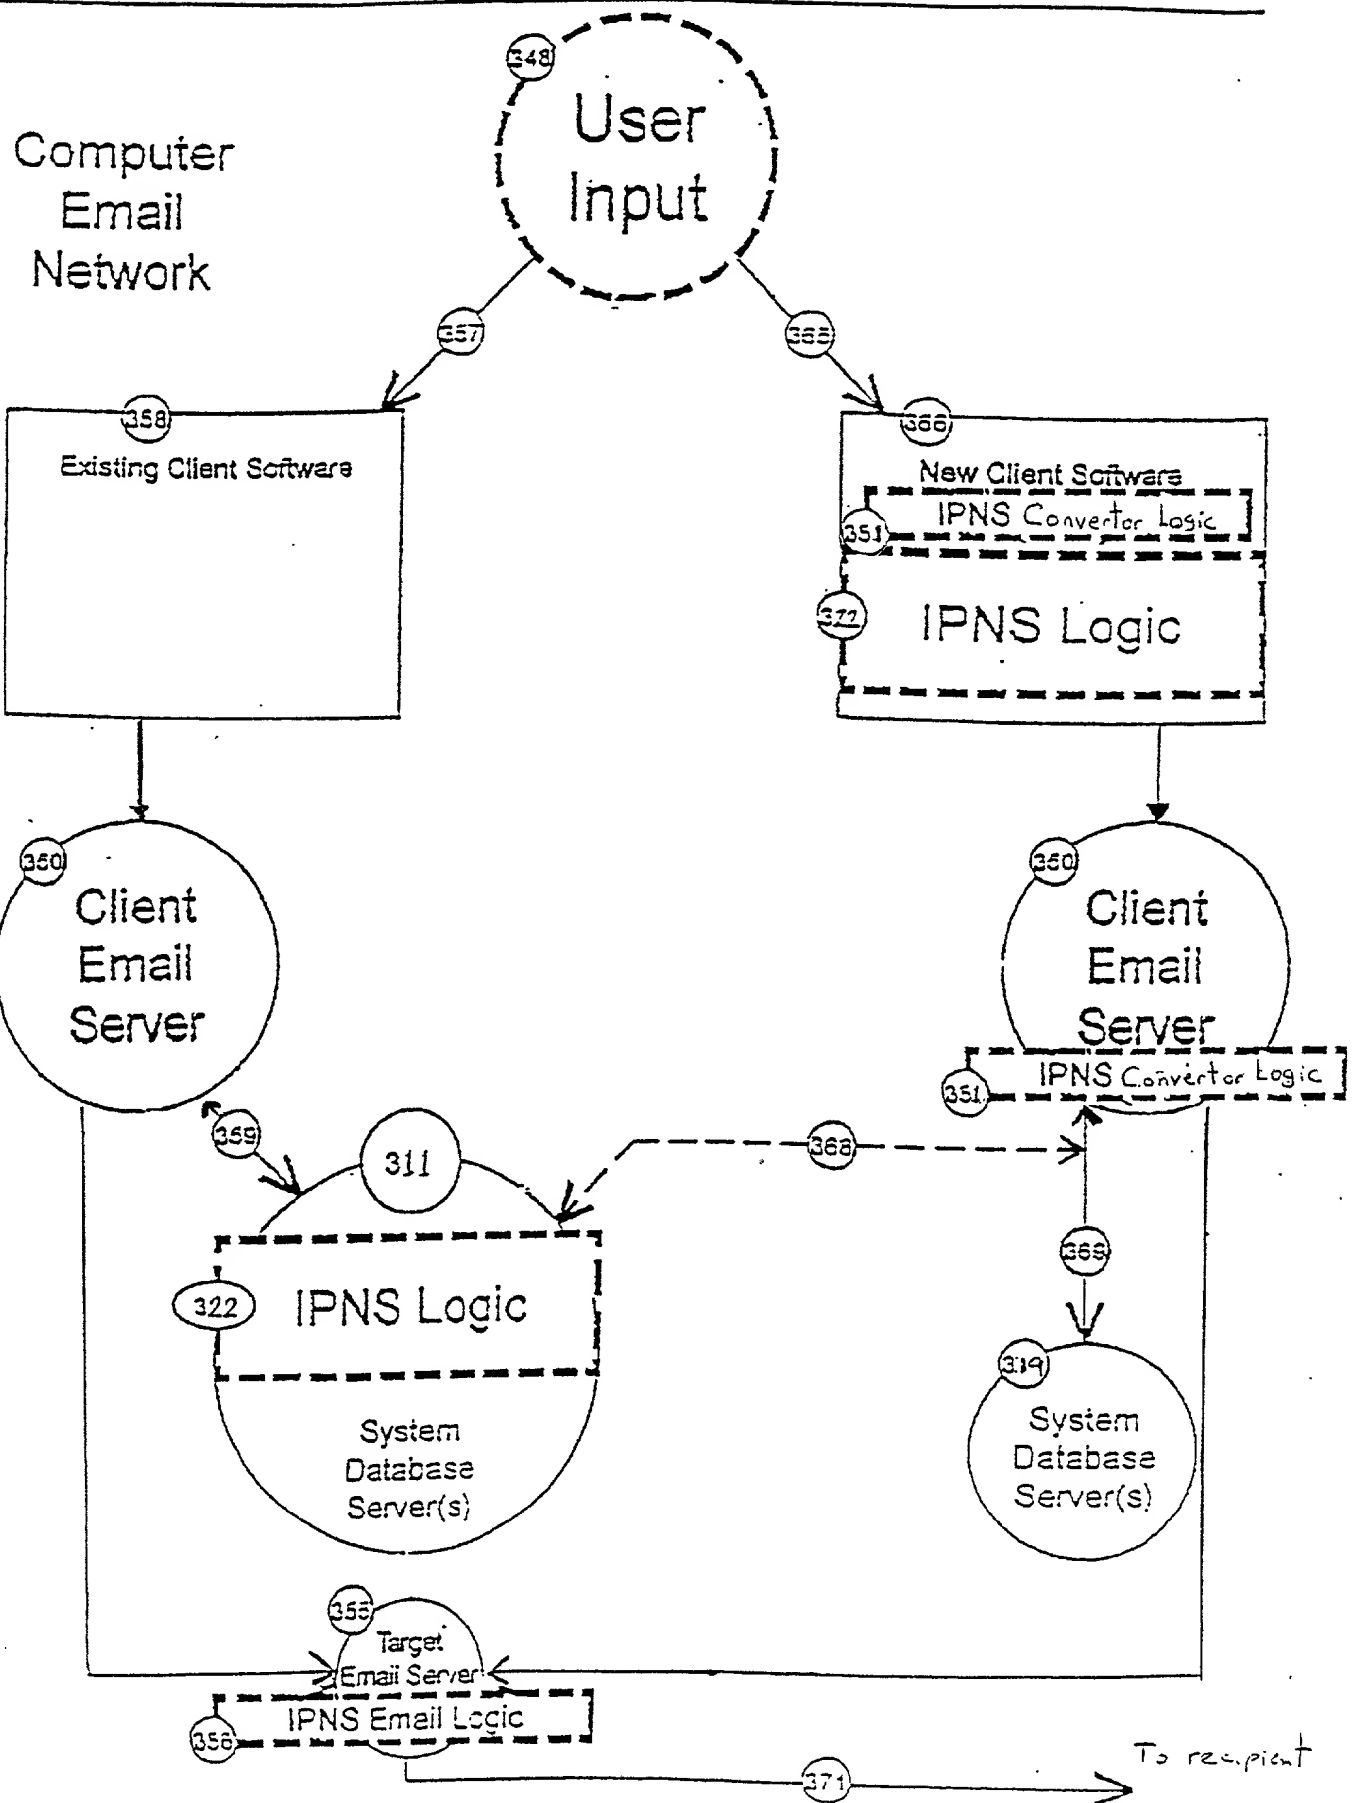 348
User
Input
Computer
Email
Network
357
365
358
Existing Client Software
366
New Client Software
IPNS Convertor Logic
351
IPNS Logic
322
350
Client
Email
Server
350
Client
Email
Server
IPNS Convertor Logic
351
359
311
368
IPNS Logic
322
369
System
Database
Server(s)
339
System
Database
Server(s)
355
Target
Email Server
IPNS Email Logic
356
To recipient
371